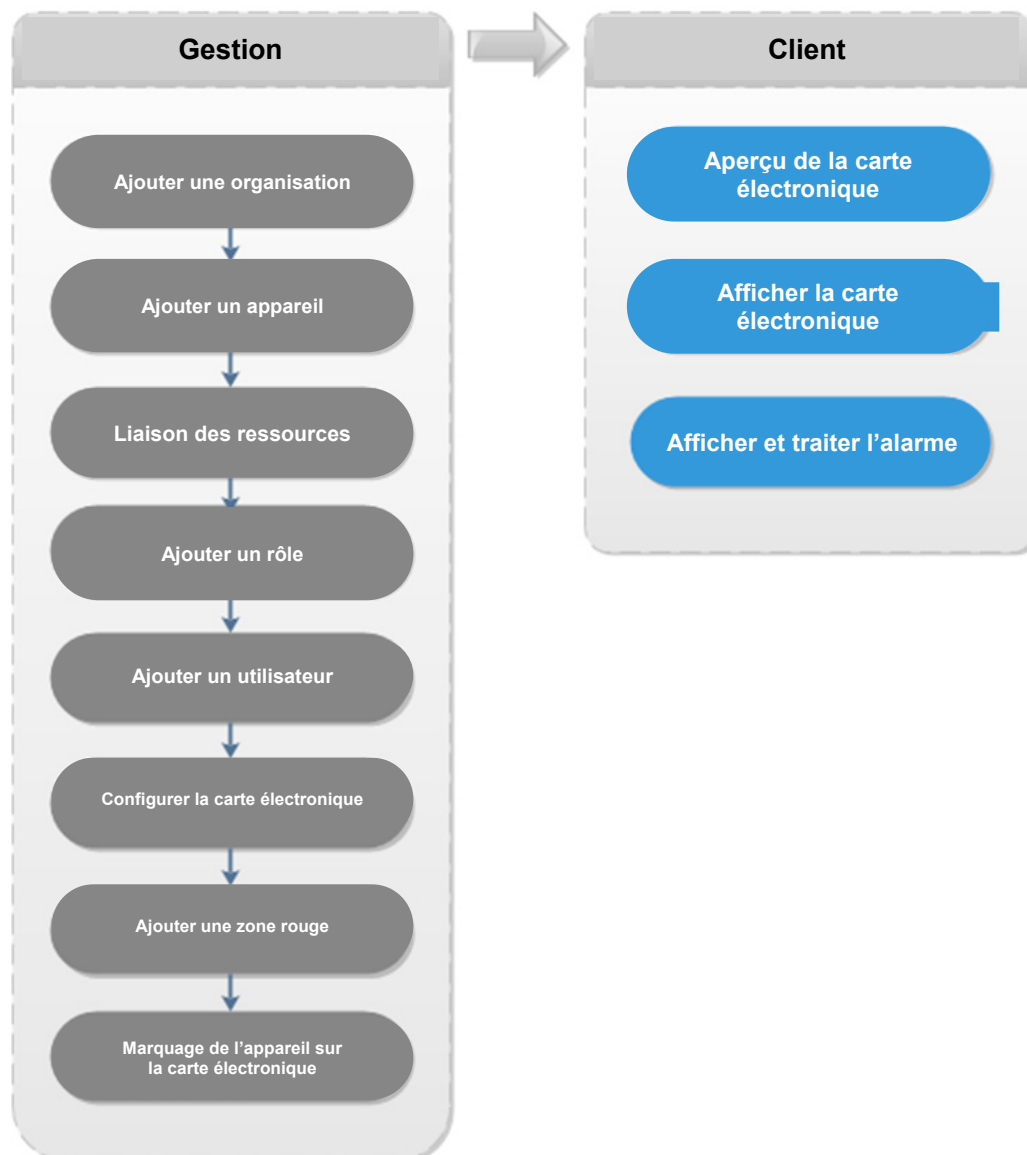 Gestion
Ajouter une organisation
Ajouter un appareil
Liaison des ressources
Ajouter un rôle
Ajouter un utilisateur
Configurer la carte électronique
Ajouter une zone rouge
Marquage de l’appareil sur
la carte électronique
Client
Aperçu de la carte
électronique
Afficher la carte
électronique
Afficher et traiter l’alarme